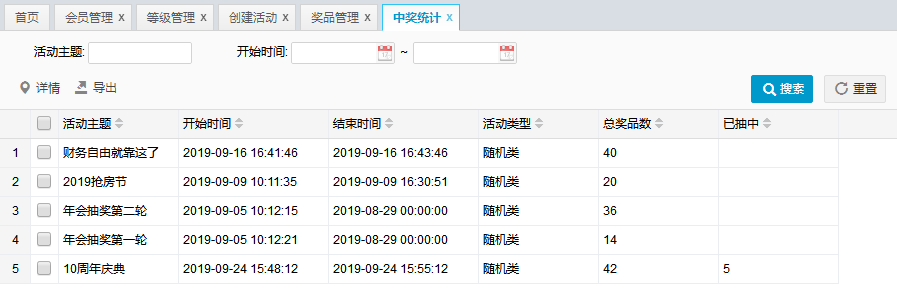 首页 会员管理 x 等级管理 x 创建活动 x 奖品管理 x 中奖统计 x
活动主题: 开始时间: ~
详情 导出 搜索 重置
活动主题 开始时间 结束时间 活动类型 总奖品数 已抽中
1 财务自由就靠这了 2019-09-16 16:41:46 2019-09-16 16:43:46 随机类 40
2 2019抢房节 2019-09-09 10:11:35 2019-09-09 16:30:51 随机类 20
3 年会抽奖第二轮 2019-09-05 10:12:15 2019-08-29 00:00:00 随机类 36
4 年会抽奖第一轮 2019-09-05 10:12:21 2019-08-29 00:00:00 随机类 14
5 10周年庆典 2019-09-24 15:48:12 2019-09-24 15:55:12 随机类 42 5